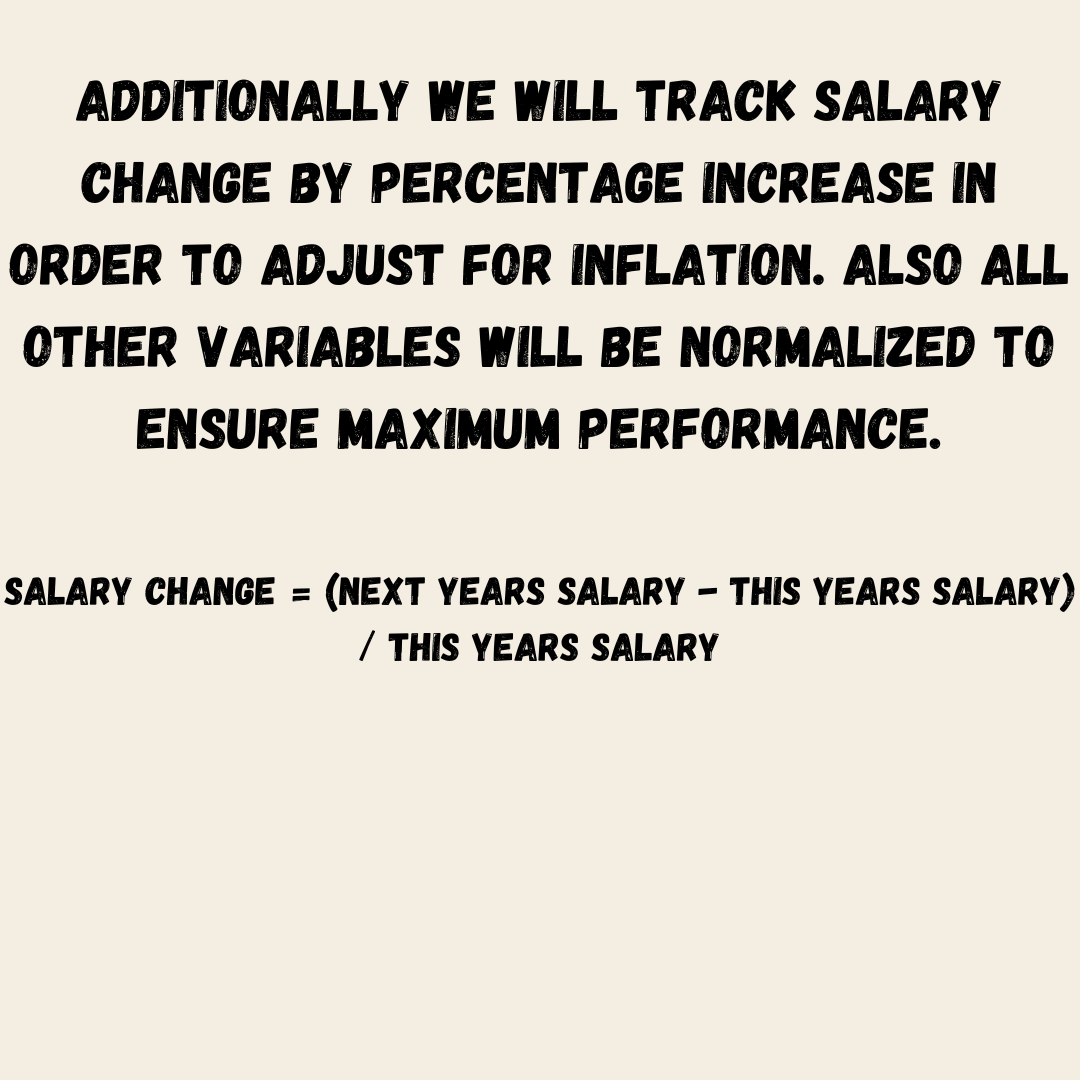 ADDITIONALLY WE WILL TRACK SALARY
CHANGE BY PERCENTAGE INCREASE IN
ORDER TO ADJUST FOR INFLATION. ALSO ALL
OTHER VARIABLES WILL BE NORMALIZED TO
ENSURE MAXIMUM PERFORMANCE.
SALARY CHANGE = (NEXT YEARS SALARY - THIS YEARS SALARY)
/ THIS YEARS SALARY